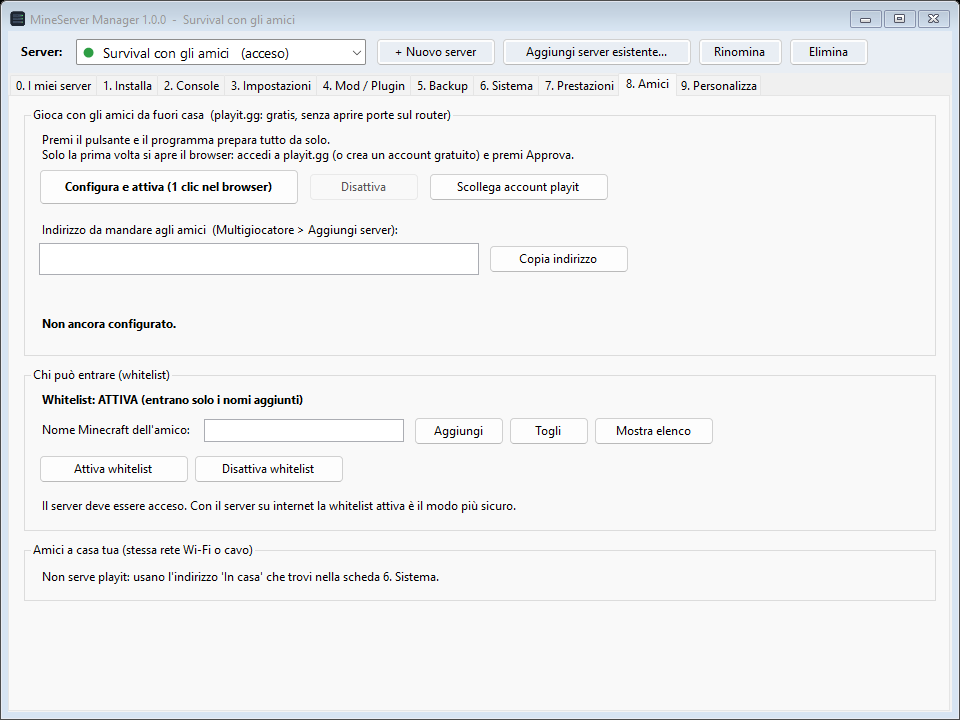 MineServer Manager 1.0.0 - Survival con gli amici
Server: Survival con gli amici (acceso) + Nuovo server Aggiungi server esistente... Rinomina Elimina
0. I miei server 1. Installa 2. Console 3. Impostazioni 4. Mod / Plugin 5. Backup 6. Sistema 7. Prestazioni 8. Amici 9. Personalizza
Gioca con gli amici da fuori casa (playit.gg: gratis, senza aprire porte sul router)
Premi il pulsante e il programma prepara tutto da solo.
Solo la prima volta si apre il browser: accedi a playit.gg (o crea un account gratuito) e premi Approva.
Configura e attiva (1 clic nel browser) Disattiva Scollega account playit
Indirizzo da mandare agli amici (Multigiocatore > Aggiungi server):
Copia indirizzo
Non ancora configurato.
Chi può entrare (whitelist)
Whitelist: ATTIVA (entrano solo i nomi aggiunti)
Nome Minecraft dell'amico: Aggiungi Togli Mostra elenco
Attiva whitelist Disattiva whitelist
Il server deve essere acceso. Con il server su internet la whitelist attiva è il modo più sicuro.
Amici a casa tua (stessa rete Wi-Fi o cavo)
Non serve playit: usano l'indirizzo 'In casa' che trovi nella scheda 6. Sistema.